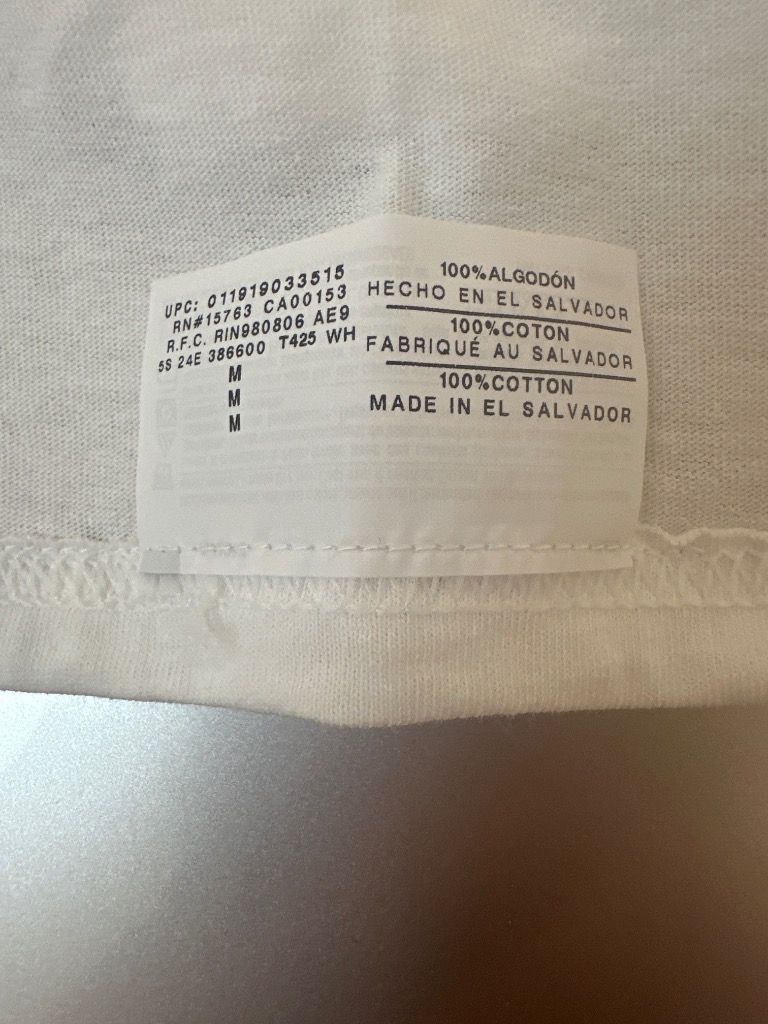 UPC: 011919033515
RN#15763 CA00153
R.F.C. RIN980806 AE9
5S 24E 386600 T425 WH
M
M
M
100%ALGODÓN
HECHO EN EL SALVADOR
100%COTON
FABRIQUÉ AU SALVADOR
100%COTTON
MADE IN EL SALVADOR